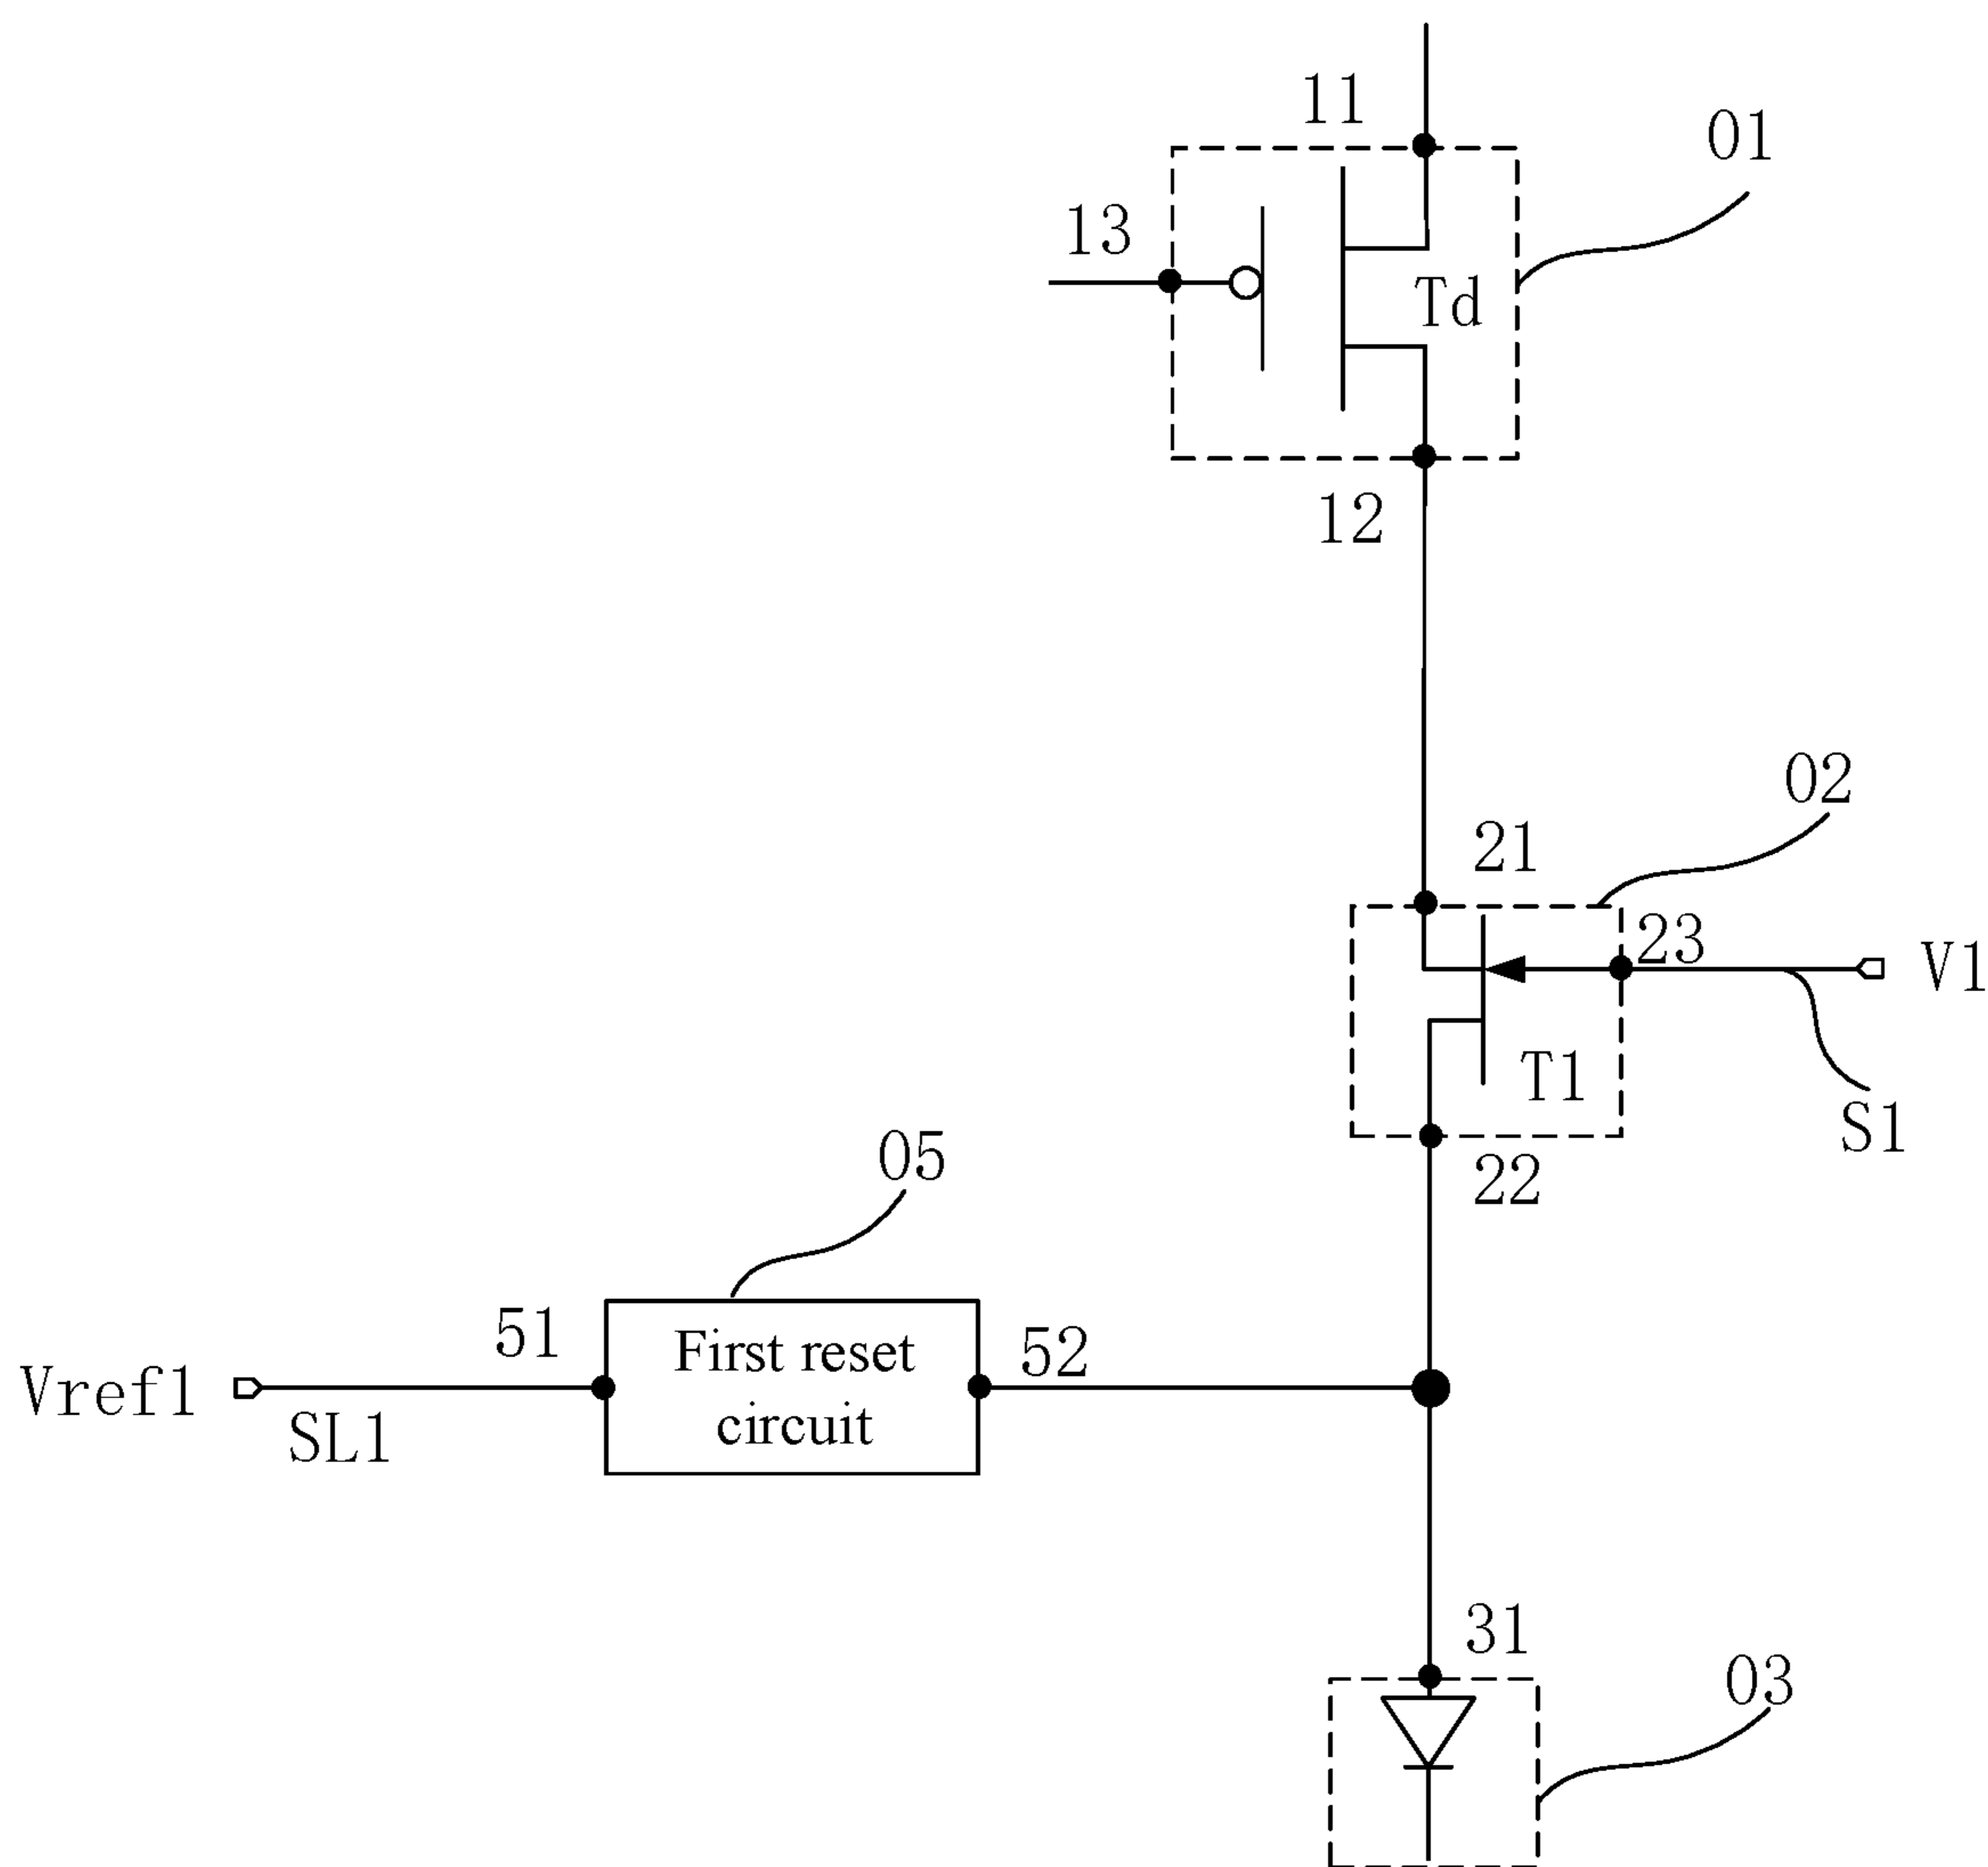 11
01
13
Td
12
02
21
23
V1
T1
S1
05
22
51
First reset
circuit
52
Vref1
SL1
31
03